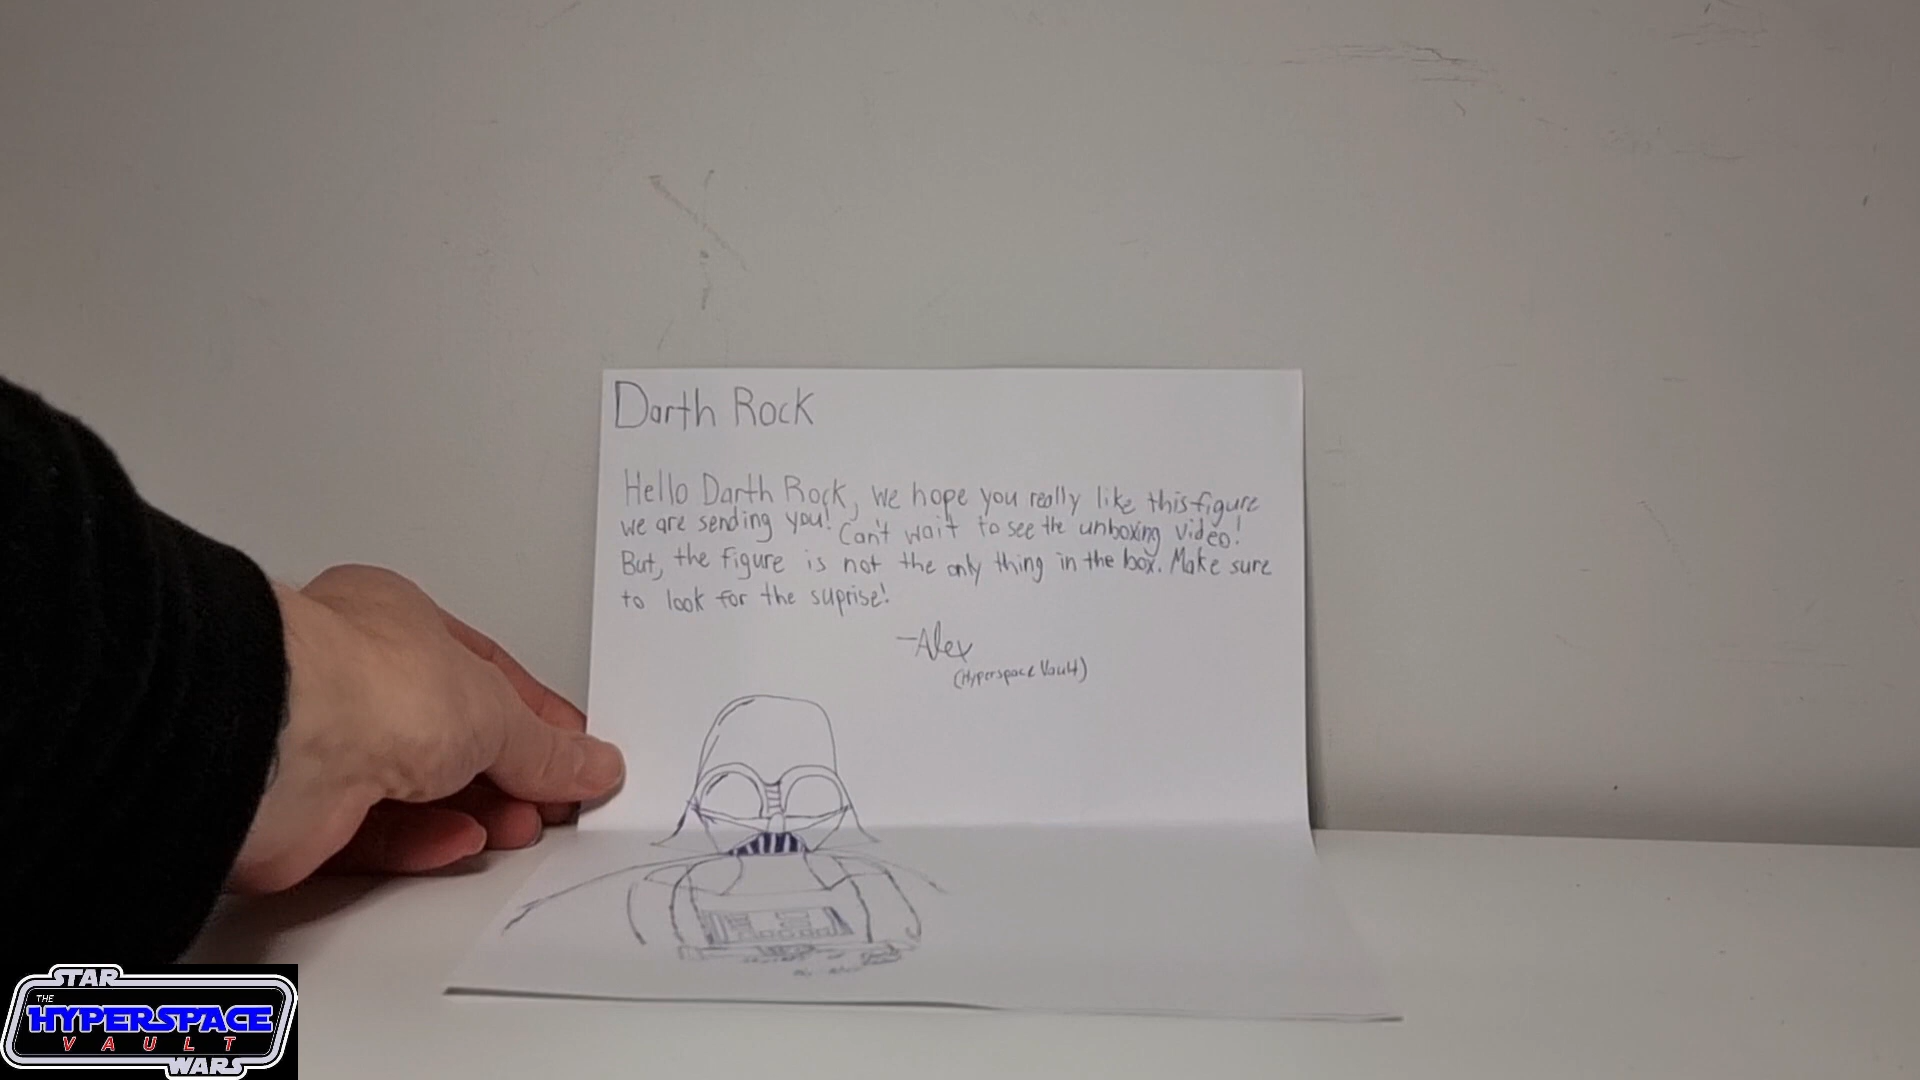 Darth Rock
Hello Darth Rock, we hope you really like this figure
we are sending you! Can't wait to see the unboxing video!
But, the figure is not the only thing in the box. Make sure
to look for the suprise!
-Alex
(Hyperspace Vault)
STAR
THE
HYPERSPACE
VAULT
WARS